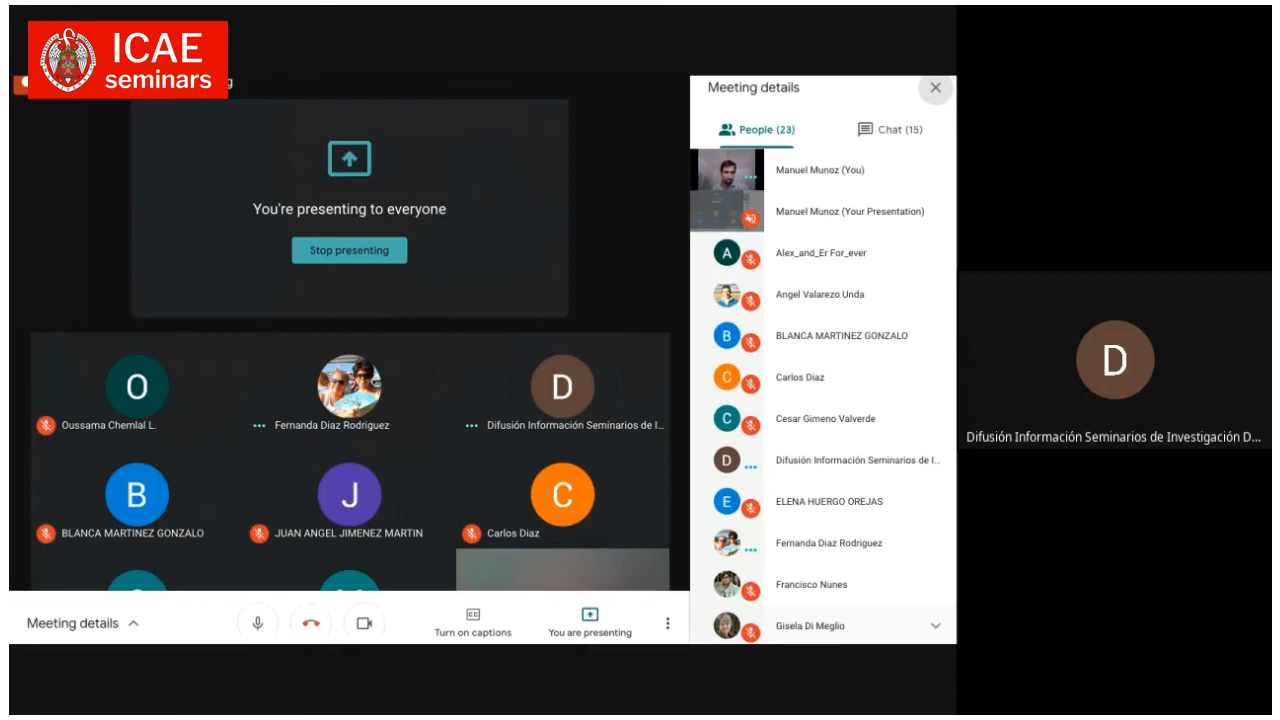 ICAE
seminars
You're presenting to everyone
Stop presenting
O
Oussama Chemlal L.
Fernanda Diaz Rodriguez
D
Difusión Información Seminarios de I...
B
BLANCA MARTINEZ GONZALO
J
JUAN ANGEL JIMENEZ MARTIN
C
Carlos Diaz
Meeting details
CC
Turn on captions
You are presenting
Meeting details
People (23)
Chat (15)
Manuel Munoz (You)
Manuel Munoz (Your Presentation)
A
Alex_and_Er For_ever
Angel Valarezo Unda
B
BLANCA MARTINEZ GONZALO
C
Carlos Diaz
C
Cesar Gimeno Valverde
D
Difusión Información Seminarios de I...
E
ELENA HUERGO OREJAS
Fernanda Diaz Rodriguez
Francisco Nunes
Gisela Di Meglio
D
Difusión Información Seminarios de Investigación D...